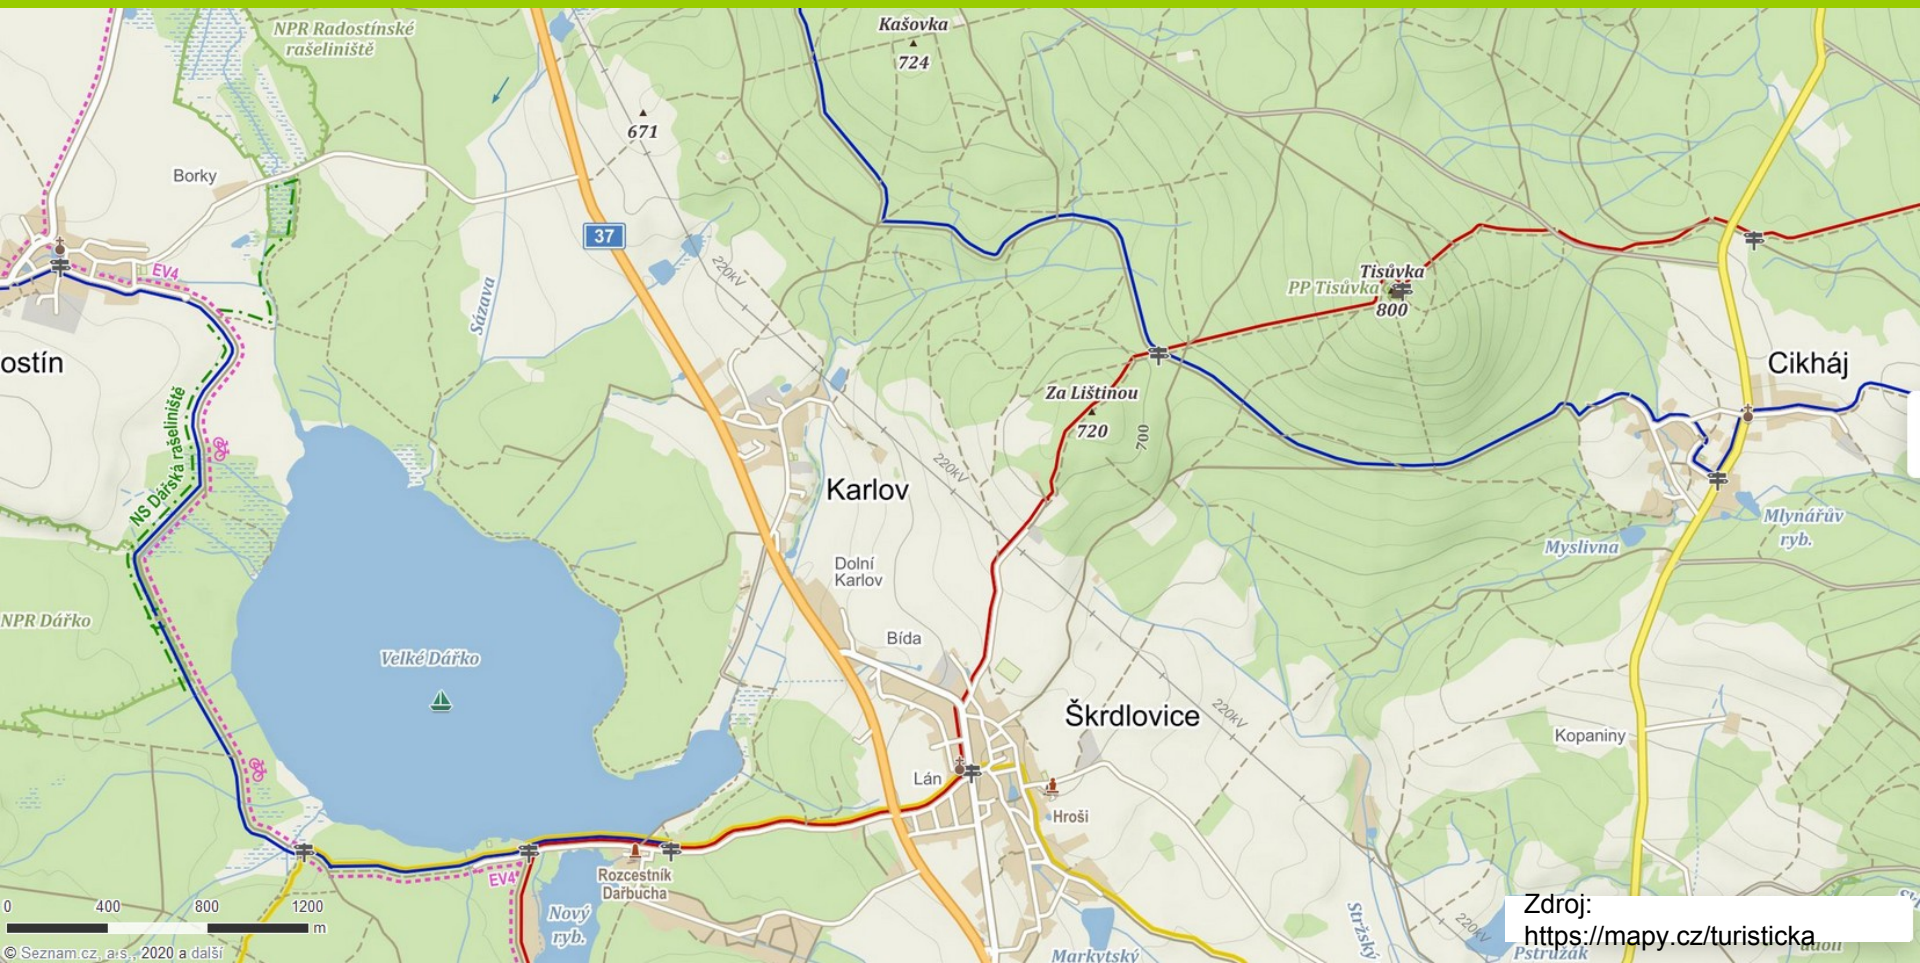 NPR Radostínské
rašeliniště
Kašovka
724
671
Borky
37
EV4
220kV
Sázava
Tisůvka
PP Tisůvka
800
ostín
Cikháj
Za Lištinou
720
700
NS Dářská rašeliniště
220kV
Karlov
Mlynářův
ryb.
Myslivna
Dolní
Karlov
NPR Dářko
Bída
Velké Dářko
Škrdlovice
220kV
Kopaniny
Lán
Hroši
EV4
Rozcestník
Dařbucha
0 400 800 1200
m
Nový
ryb.
Stržský
220kV
Zdroj:
https://mapy.cz/turisticka
© Seznam.cz, a.s., 2020 a další
Markytský
Pstružák